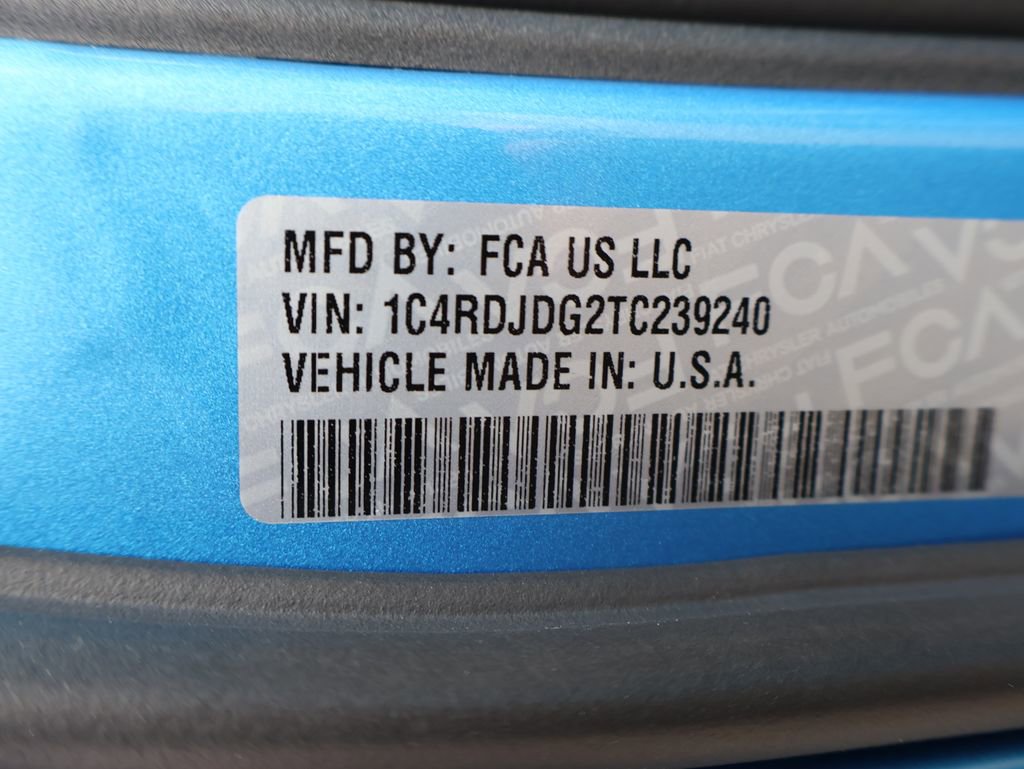 MFD BY: FCA US LLC
VIN: 1C4RDJDG2TC239240
VEHICLE MADE IN: U.S.A.